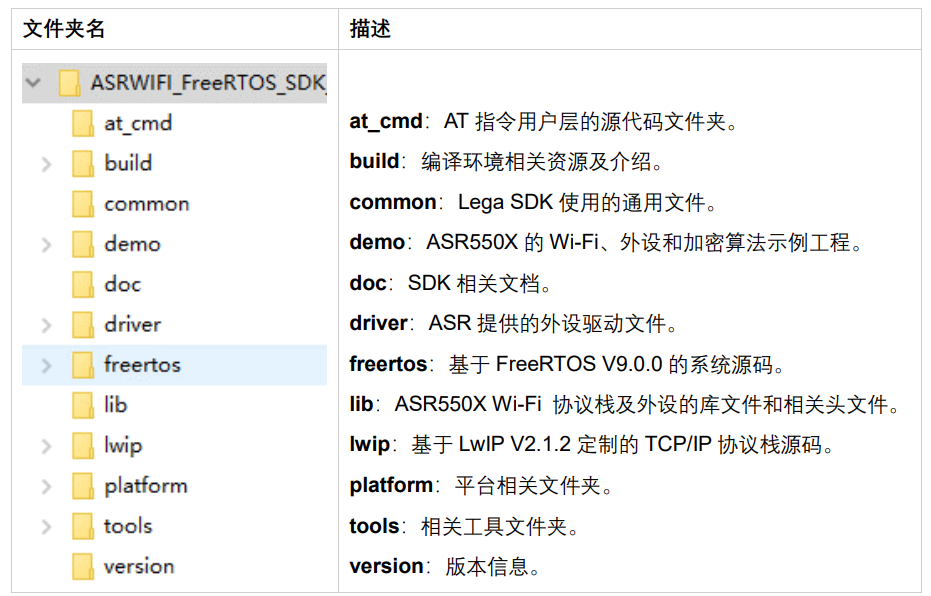 文件夹名
描述
ASRWIFI_FreeRTOS_SDK
at_cmd
at_cmd：AT 指令用户层的源代码文件夹。
build
build：编译环境相关资源及介绍。
common
common：Lega SDK 使用的通用文件。
demo
demo：ASR550X 的 Wi-Fi、外设和加密算法示例工程。
doc
doc：SDK 相关文档。
driver
driver：ASR 提供的外设驱动文件。
freertos
freertos：基于 FreeRTOS V9.0.0 的系统源码。
lib
lib：ASR550X Wi-Fi 协议栈及外设的库文件和相关头文件。
lwip
lwip：基于 LwIP V2.1.2 定制的 TCP/IP 协议栈源码。
platform
platform：平台相关文件夹。
tools
tools：相关工具文件夹。
version
version：版本信息。